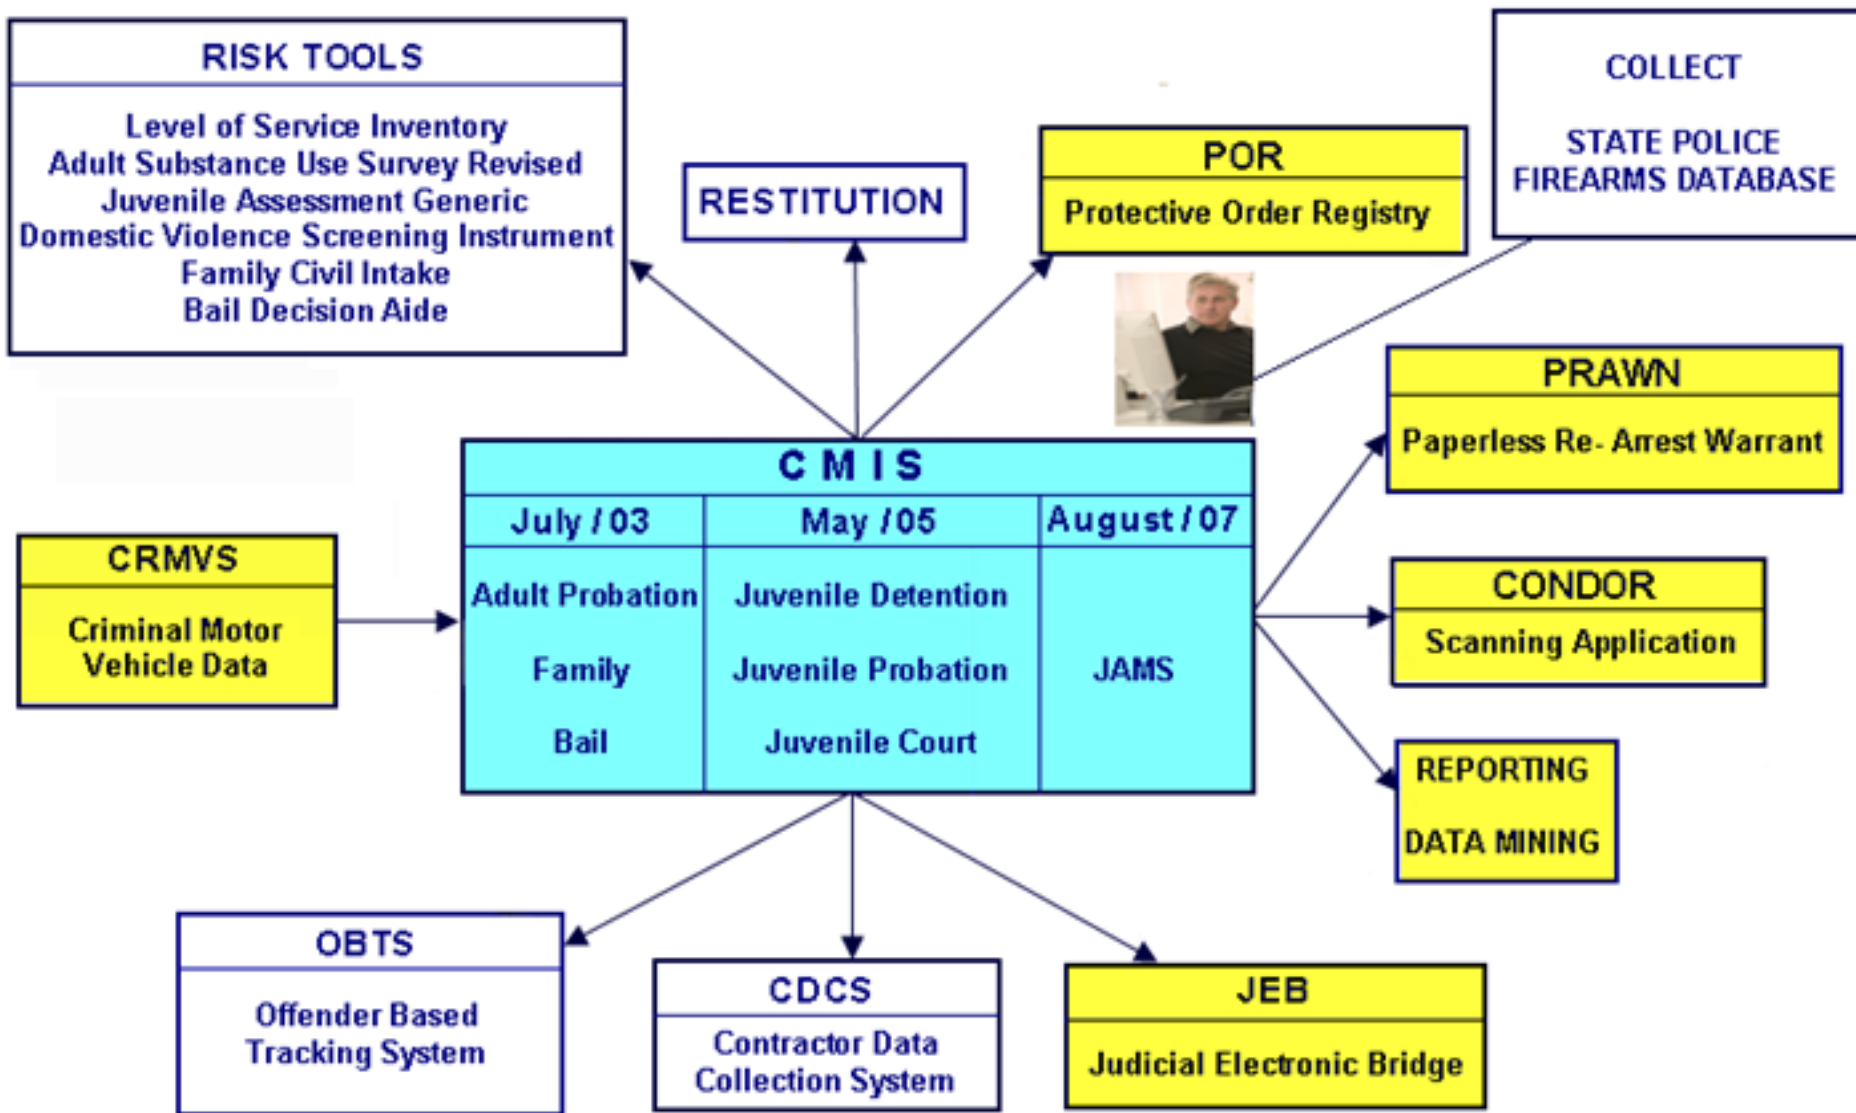 RISK TOOLS
Level of Service Inventory
Adult Substance Use Survey Revised
Juvenile Assessment Generic
Domestic Violence Screening Instrument
Family Civil Intake
Bail Decision Aide
RESTITUTION
POR
Protective Order Registry
COLLECT
STATE POLICE
FIREARMS DATABASE
PRAWN
Paperless Re- Arrest Warrant
CMIS
July / 03
May / 05
August / 07
Adult Probation
Family
Bail
Juvenile Detention
Juvenile Probation
Juvenile Court
JAMS
CRMVS
Criminal Motor
Vehicle Data
CONDOR
Scanning Application
REPORTING
DATA MINING
OBTS
Offender Based
Tracking System
CDCS
Contractor Data
Collection System
JEB
Judicial Electronic Bridge